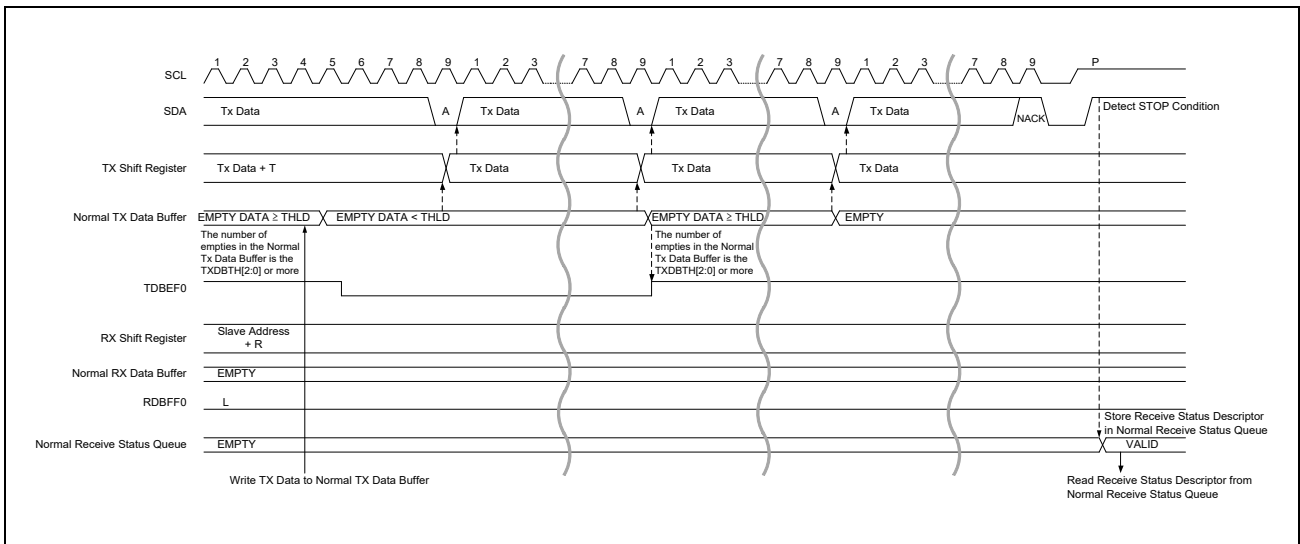 1 2 3 4 5 6 7 8 9 1 2 3 7 8 9 1 2 3 7 8 9 1 2 3 7 8 9 P
SCL
SDA Tx Data A Tx Data A Tx Data A Tx Data NACK Detect STOP Condition
TX Shift Register Tx Data + T Tx Data Tx Data Tx Data
Normal TX Data Buffer EMPTY DATA ≥ THLD EMPTY DATA < THLD EMPTY DATA ≥ THLD EMPTY
The number of
empties in the Normal
Tx Data Buffer is the
TXDBTH[2:0] or more
The number of
empties in the Normal
Tx Data Buffer is the
TXDBTH[2:0] or more
TDBEF0
RX Shift Register
Slave Address
+ R
Normal RX Data Buffer EMPTY
RDBFF0 L
Store Receive Status Descriptor
in Normal Receive Status Queue
Normal Receive Status Queue EMPTY VALID
Write TX Data to Normal TX Data Buffer
Read Receive Status Descriptor from
Normal Receive Status Queue